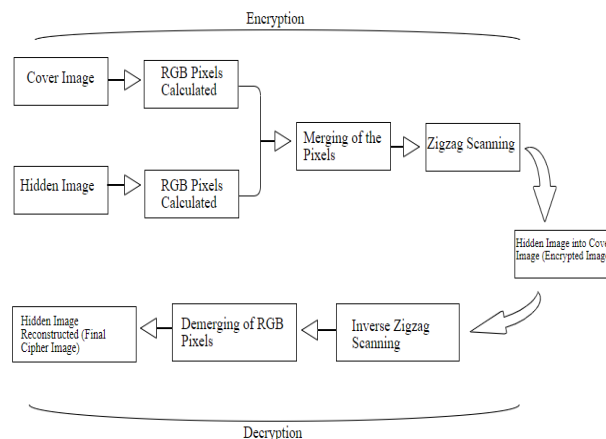 Encryption
Cover Image
RGB Pixels
Calculated
Hidden Image
RGB Pixels
Calculated
Merging of the
Pixels
Zigzag Scanning
Hidden Image into Cove
Image (Encrypted Image
Inverse Zigzag
Scanning
Demerging of RGB
Pixels
Hidden Image
Reconstructed (Final
Cipher Image)
Decryption